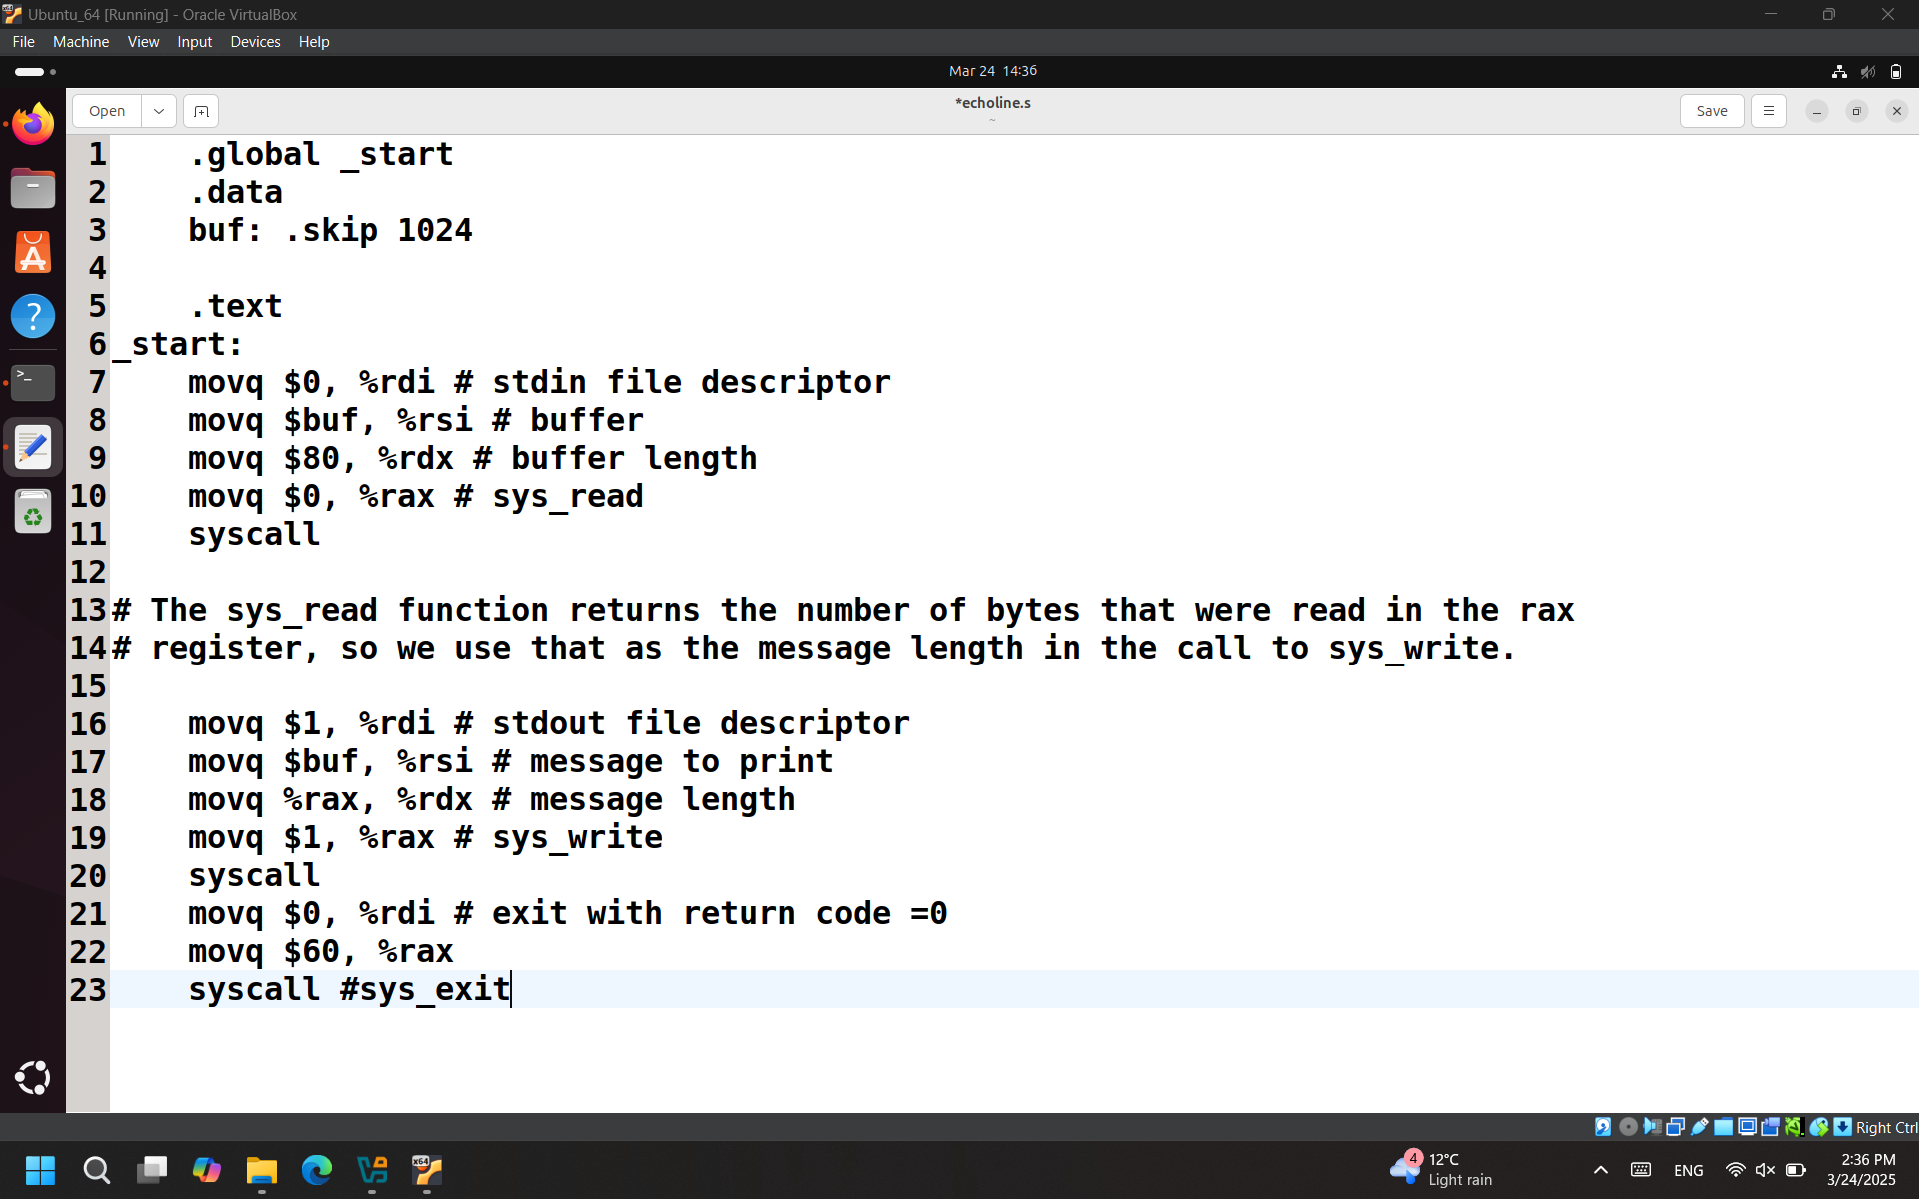 Ubuntu_64 [Running] - Oracle VirtualBox
File Machine View Input Devices Help
Mar 24 14:36
Open
*echoline.s
~
Save
1 .global _start
2 .data
3 buf: .skip 1024
4
5 .text
6 _start:
7 movq $0, %rdi # stdin file descriptor
8 movq $buf, %rsi # buffer
9 movq $80, %rdx # buffer length
10 movq $0, %rax # sys_read
11 syscall
12
13 # The sys_read function returns the number of bytes that were read in the rax
14 # register, so we use that as the message length in the call to sys_write.
15
16 movq $1, %rdi # stdout file descriptor
17 movq $buf, %rsi # message to print
18 movq %rax, %rdx # message length
19 movq $1, %rax # sys_write
20 syscall
21 movq $0, %rdi # exit with return code =0
22 movq $60, %rax
23 syscall #sys_exit
Right Ctrl
x64
4
12°C
Light rain
ENG
2:36 PM
3/24/2025